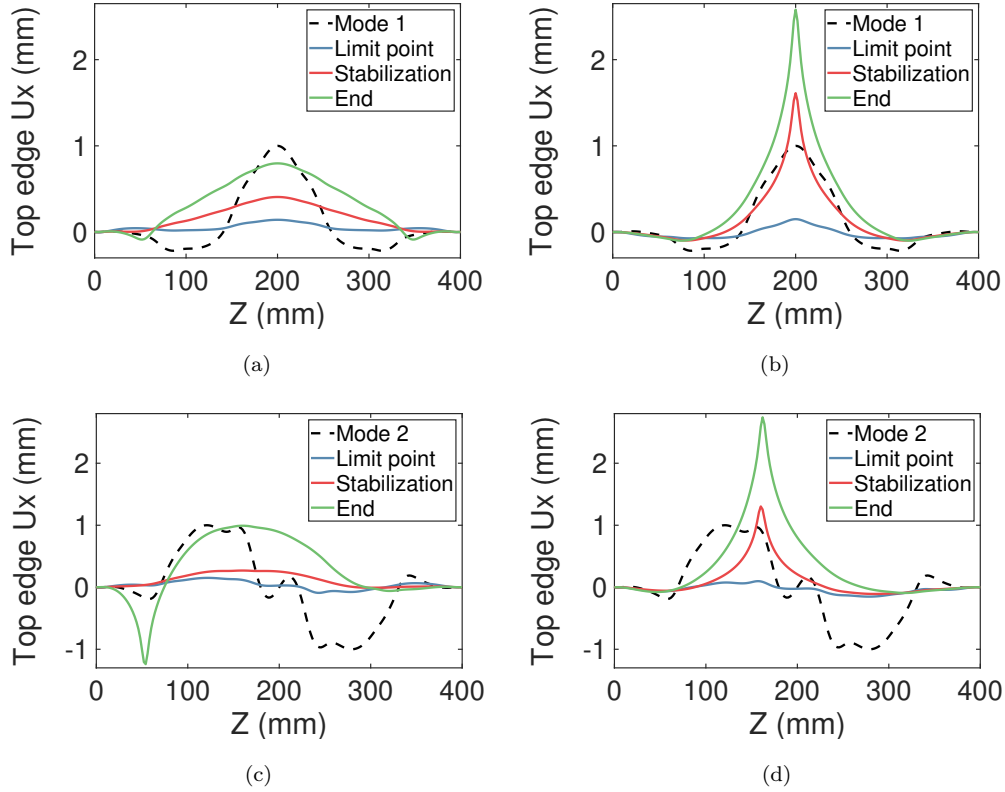 Top edge Ux (mm)
2
1
0
Mode 1
Limit point
Stabilization
End
0 100 200 300 400
Z (mm)
(a)
Top edge Ux (mm)
2
1
0
Mode 1
Limit point
Stabilization
End
0 100 200 300 400
Z (mm)
(b)
Top edge Ux (mm)
2
1
0
-1
Mode 2
Limit point
Stabilization
End
0 100 200 300 400
Z (mm)
(c)
Top edge Ux (mm)
2
1
0
-1
Mode 2
Limit point
Stabilization
End
0 100 200 300 400
Z (mm)
(d)